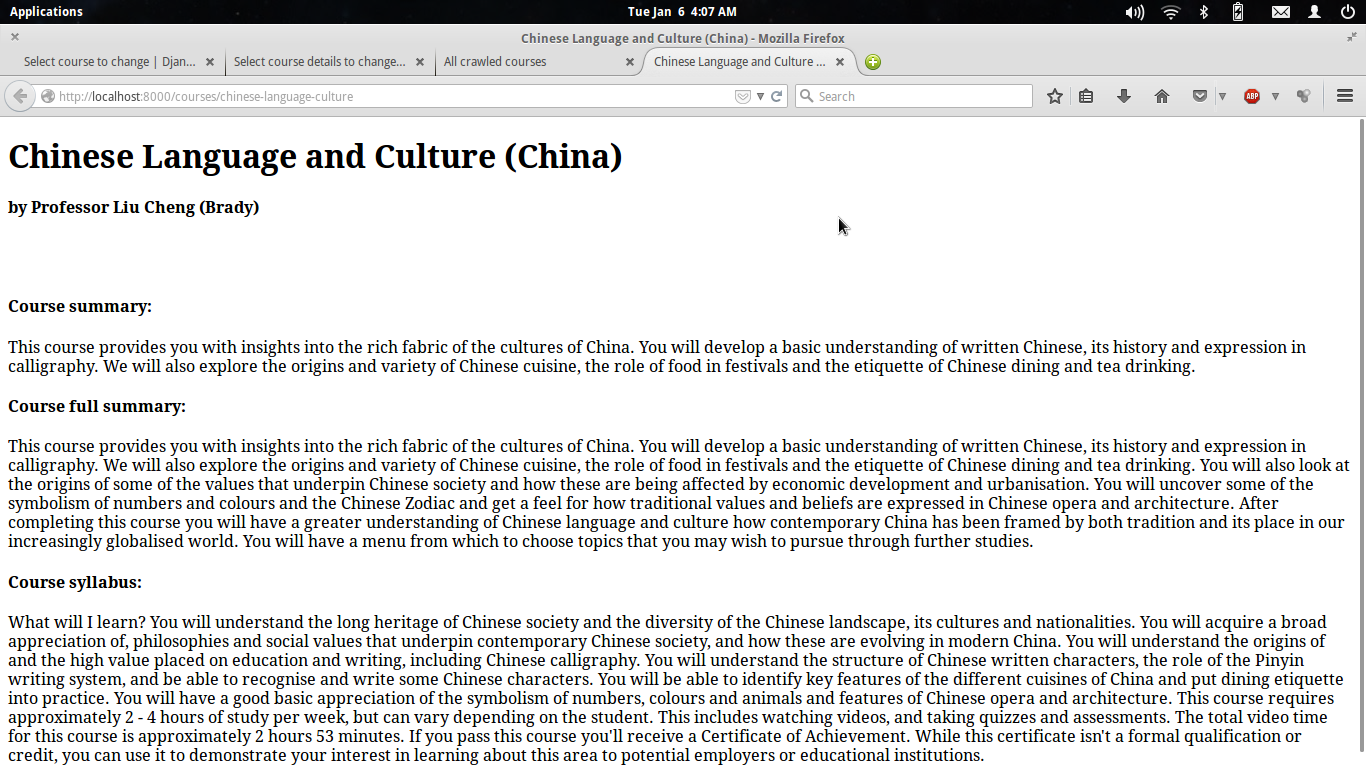 Applications
Tue Jan 6 4:07 AM
Chinese Language and Culture (China) - Mozilla Firefox
Select course to change | Djan...
Select course details to change...
All crawled courses
Chinese Language and Culture ...
http://localhost:8000/courses/chinese-language-culture
Search
ABP
Chinese Language and Culture (China)
by Professor Liu Cheng (Brady)
Course summary:
This course provides you with insights into the rich fabric of the cultures of China. You will develop a basic understanding of written Chinese, its history and expression in
calligraphy. We will also explore the origins and variety of Chinese cuisine, the role of food in festivals and the etiquette of Chinese dining and tea drinking.
Course full summary:
This course provides you with insights into the rich fabric of the cultures of China. You will develop a basic understanding of written Chinese, its history and expression in
calligraphy. We will also explore the origins and variety of Chinese cuisine, the role of food in festivals and the etiquette of Chinese dining and tea drinking. You will also look at
the origins of some of the values that underpin Chinese society and how these are being affected by economic development and urbanisation. You will uncover some of the
symbolism of numbers and colours and the Chinese Zodiac and get a feel for how traditional values and beliefs are expressed in Chinese opera and architecture. After
completing this course you will have a greater understanding of Chinese language and culture how contemporary China has been framed by both tradition and its place in our
increasingly globalised world. You will have a menu from which to choose topics that you may wish to pursue through further studies.
Course syllabus:
What will I learn? You will understand the long heritage of Chinese society and the diversity of the Chinese landscape, its cultures and nationalities. You will acquire a broad
appreciation of, philosophies and social values that underpin contemporary Chinese society, and how these are evolving in modern China. You will understand the origins of
and the high value placed on education and writing, including Chinese calligraphy. You will understand the structure of Chinese written characters, the role of the Pinyin
writing system, and be able to recognise and write some Chinese characters. You will be able to identify key features of the different cuisines of China and put dining etiquette
into practice. You will have a good basic appreciation of the symbolism of numbers, colours and animals and features of Chinese opera and architecture. This course requires
approximately 2 - 4 hours of study per week, but can vary depending on the student. This includes watching videos, and taking quizzes and assessments. The total video time
for this course is approximately 2 hours 53 minutes. If you pass this course you'll receive a Certificate of Achievement. While this certificate isn't a formal qualification or
credit, you can use it to demonstrate your interest in learning about this area to potential employers or educational institutions.